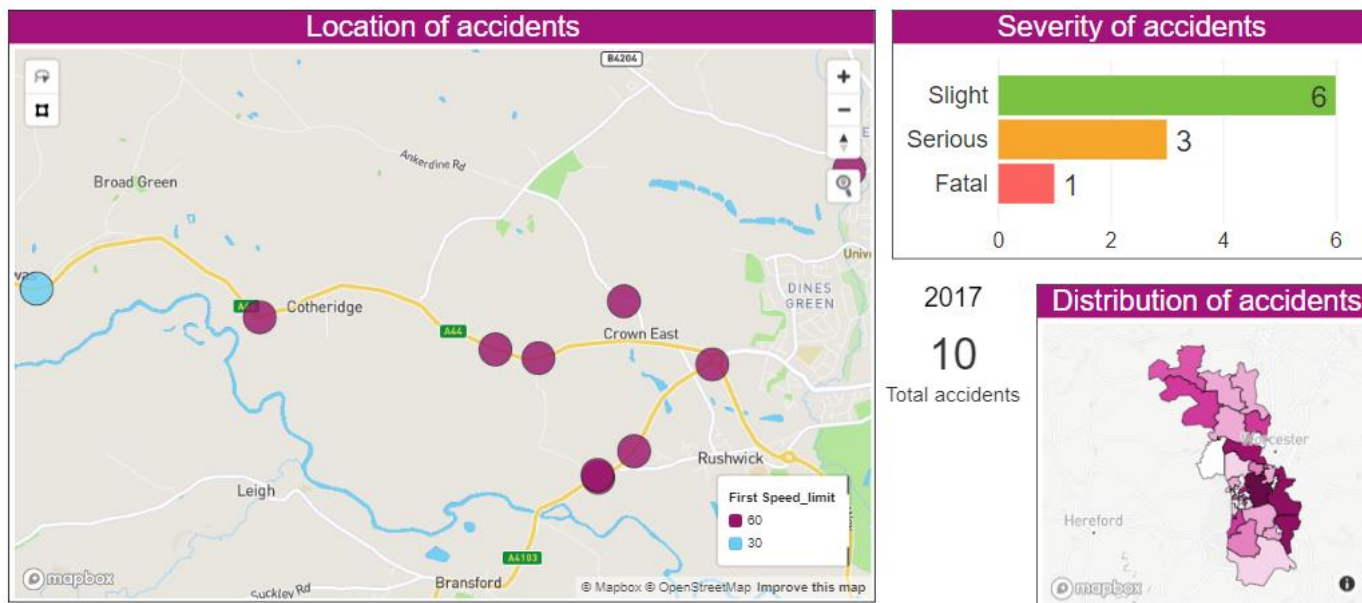 Location of accidents
B4204
Ankerdine Rd
Broad Green
was
Univ
DINES
GREEN
Cotheridge
A44
Crown East
Rushwick
Leigh
First Speed_limit
60
30
A4103
Bransford
Suckley Rd
mapbox
© Mapbox © OpenStreetMap Improve this map
Severity of accidents
Slight
6
Serious
3
Fatal
1
0
2
4
6
2017
10
Total accidents
Distribution of accidents
Worcester
Hereford
mapbox